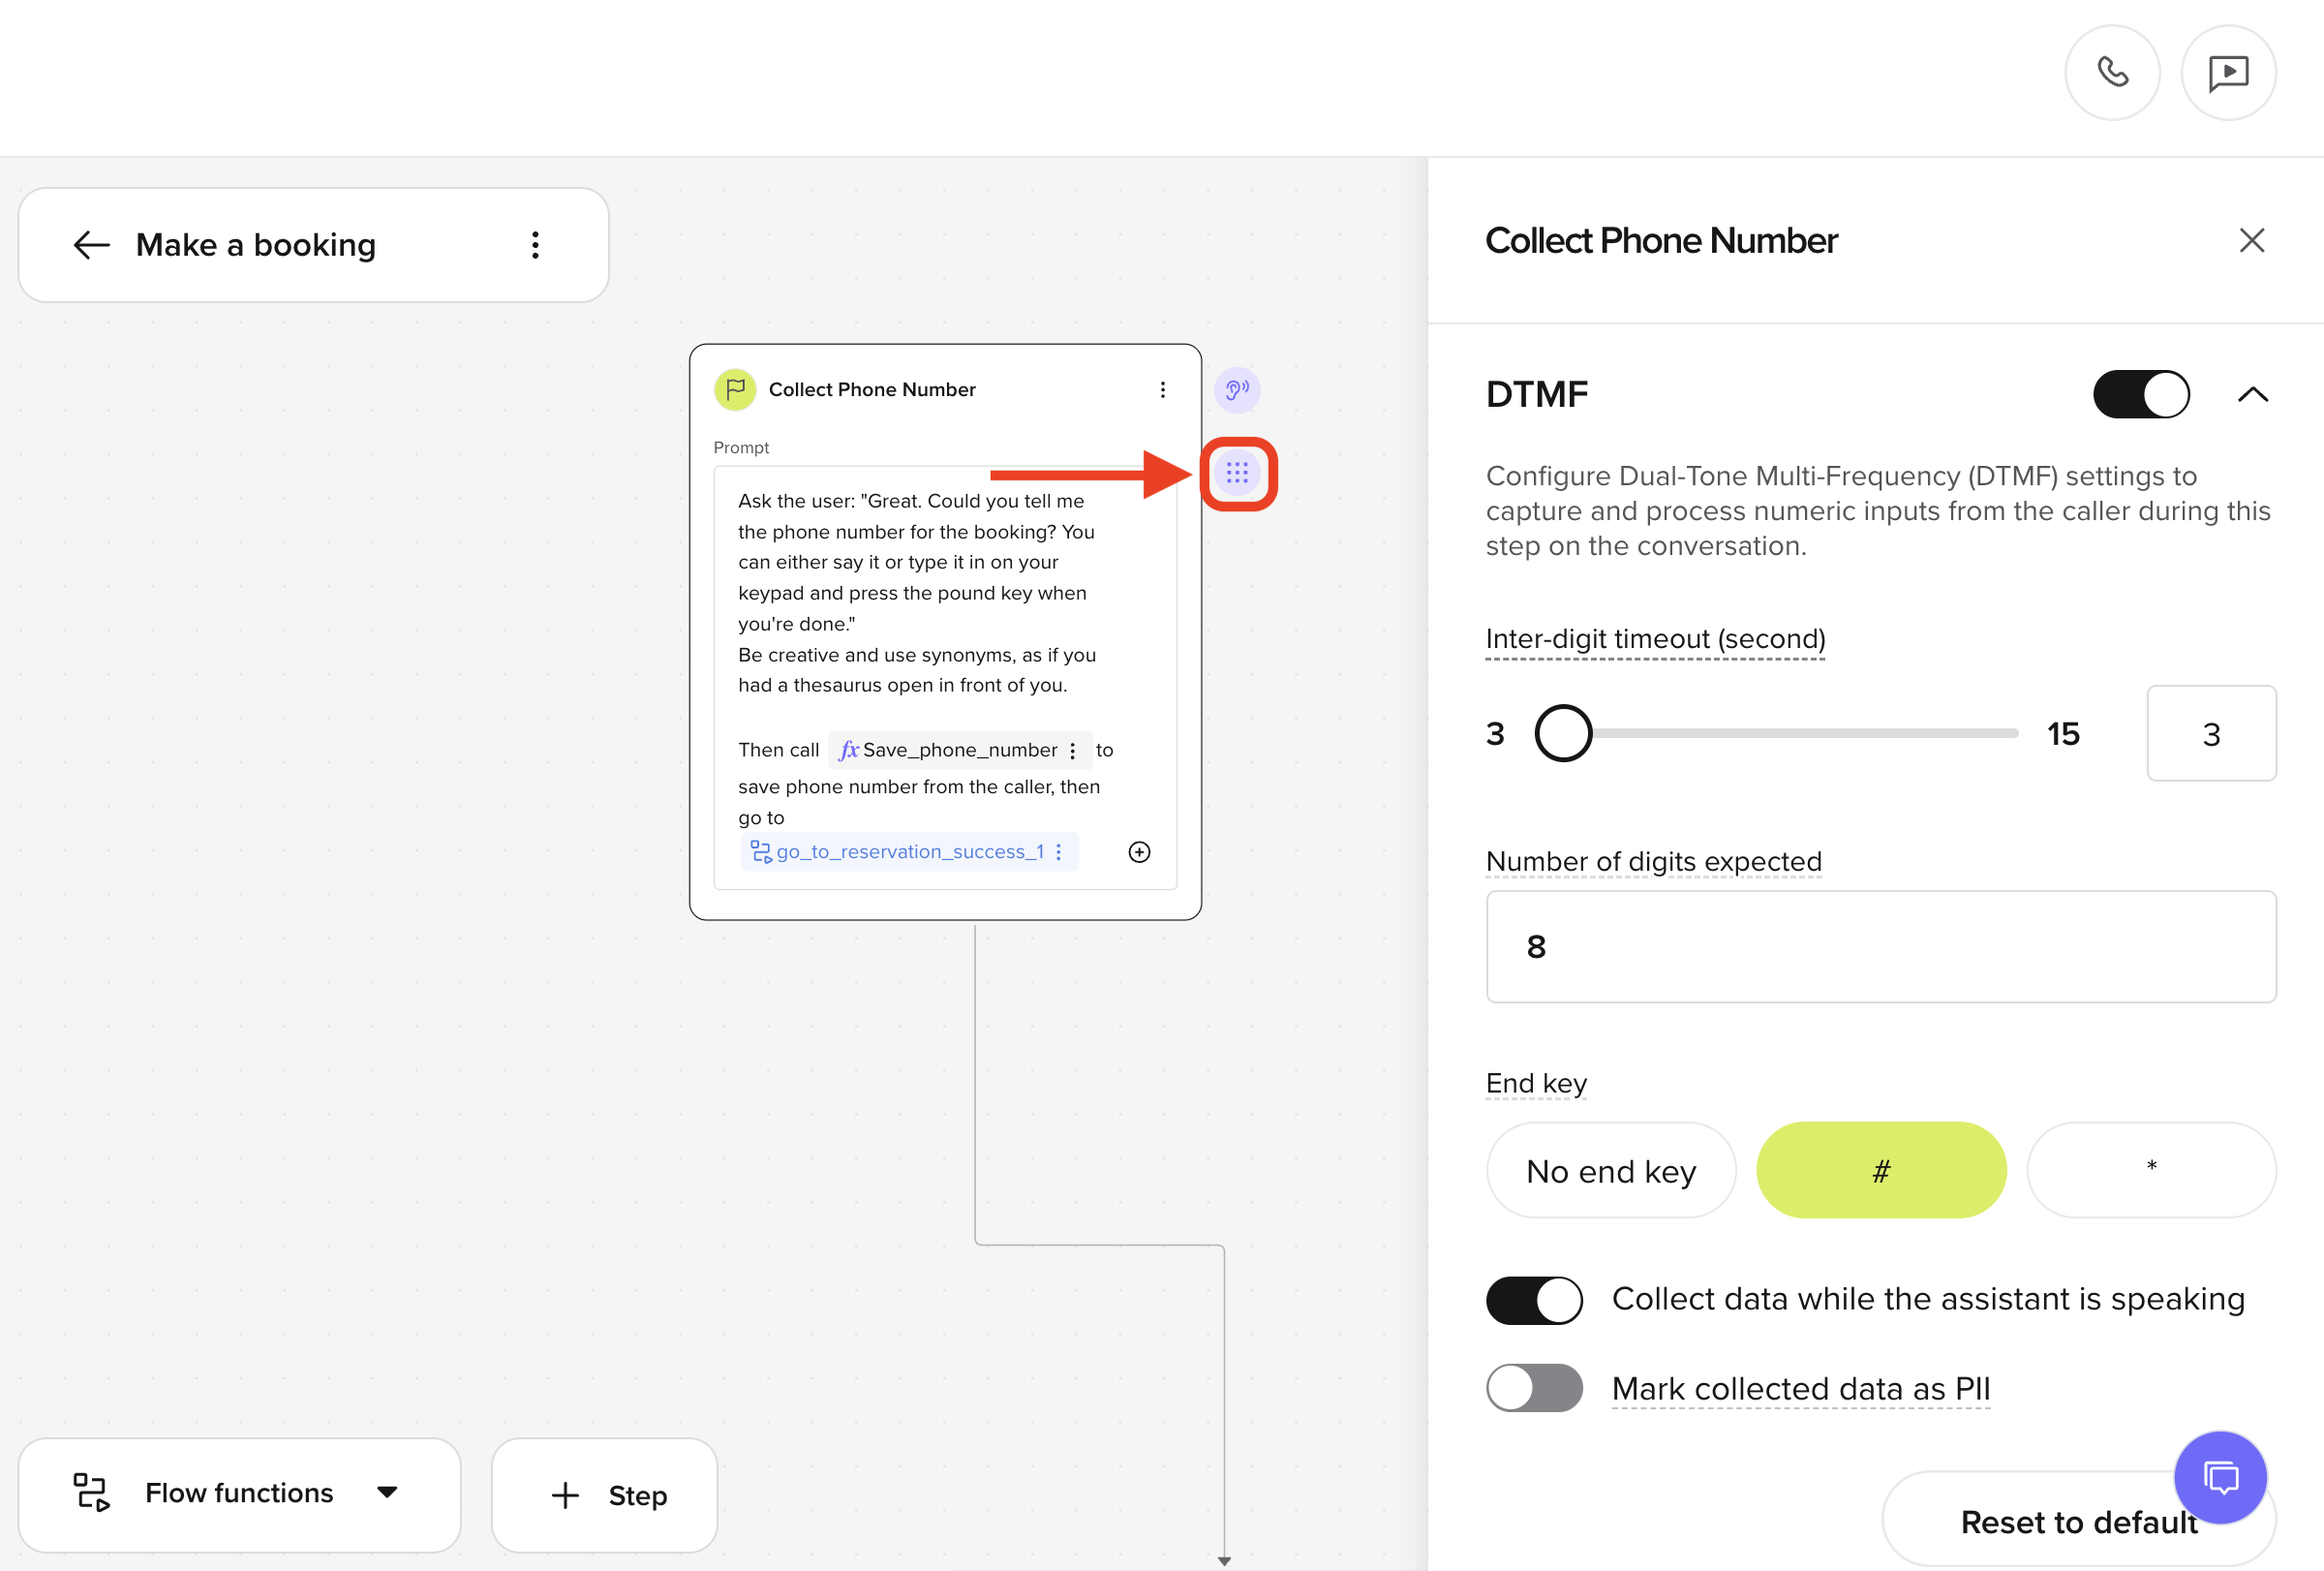 Make a booking
Collect Phone Number
Prompt
Ask the user: "Great. Could you tell me
the phone number for the booking? You
can either say it or type it in on your
keypad and press the pound key when
you're done."
Be creative and use synonyms, as if you
had a thesaurus open in front of you.
Then call fx Save_phone_number to
save phone number from the caller, then
go to
go_to_reservation_success_1
Flow functions
Step
Collect Phone Number
DTMF
Configure Dual-Tone Multi-Frequency (DTMF) settings to
capture and process numeric inputs from the caller during this
step on the conversation.
Inter-digit timeout (second)
3 15 3
Number of digits expected
8
End key
No end key # *
Collect data while the assistant is speaking
Mark collected data as PII
Reset to default